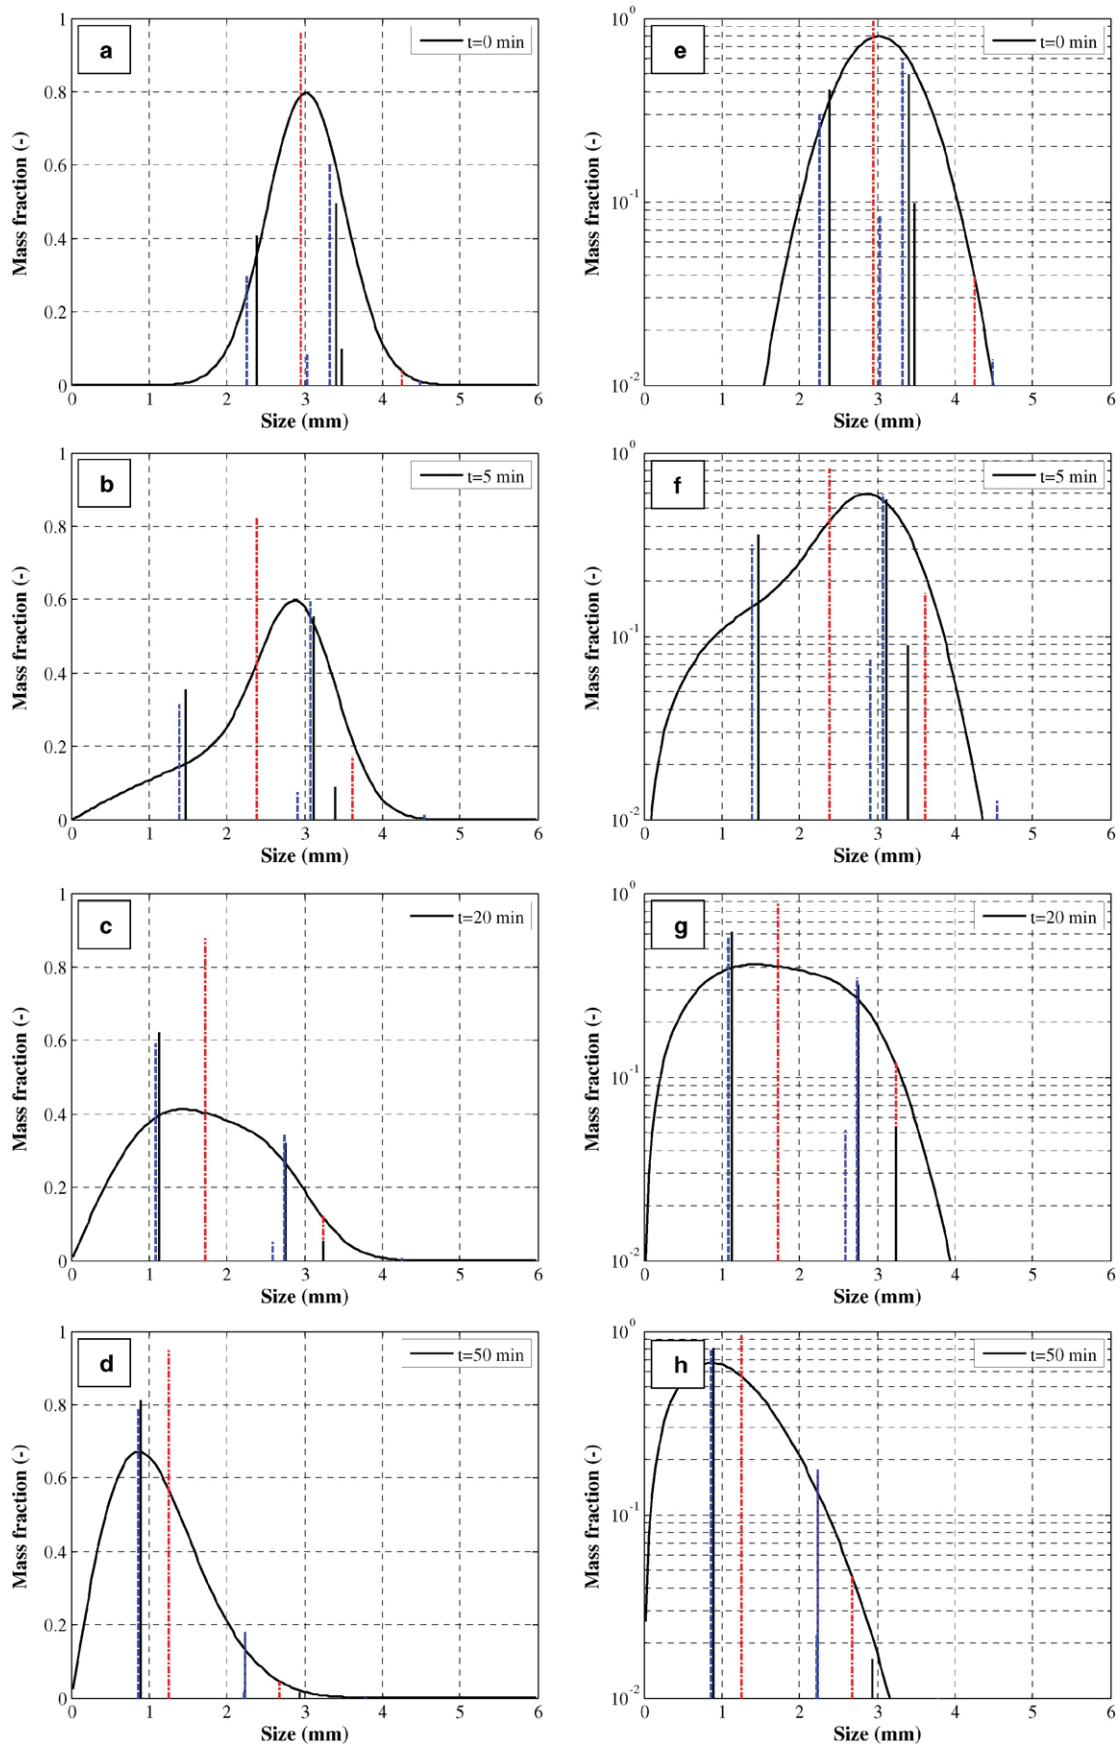 a
t=0 min
1
0.8
0.6
0.4
0.2
0
Mass fraction (-)
0 1 2 3 4 5 6
Size (mm)
e
t=0 min
10^0
10^-1
10^-2
Mass fraction (-)
0 1 2 3 4 5 6
Size (mm)
b
t=5 min
1
0.8
0.6
0.4
0.2
0
Mass fraction (-)
0 1 2 3 4 5 6
Size (mm)
f
t=5 min
10^0
10^-1
10^-2
Mass fraction (-)
0 1 2 3 4 5 6
Size (mm)
c
t=20 min
1
0.8
0.6
0.4
0.2
0
Mass fraction (-)
0 1 2 3 4 5 6
Size (mm)
g
t=20 min
10^0
10^-1
10^-2
Mass fraction (-)
0 1 2 3 4 5 6
Size (mm)
d
t=50 min
1
0.8
0.6
0.4
0.2
0
Mass fraction (-)
0 1 2 3 4 5 6
Size (mm)
h
t=50 min
10^0
10^-1
10^-2
Mass fraction (-)
0 1 2 3 4 5 6
Size (mm)